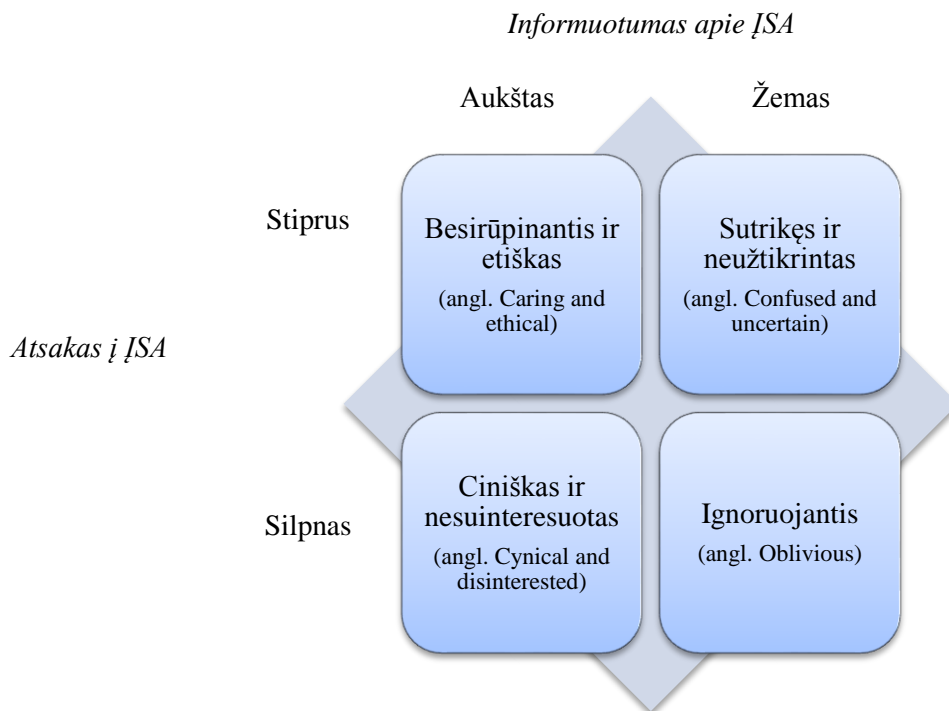 Informuotumas apie ĮSA
Aukštas
Žemas
Stiprus
Besirūpinantis ir
etiškas
(angl. Caring and
ethical)
Sutrikęs ir
neužtikrintas
(angl. Confused and
uncertain)
Atsakas į ĮSA
Silpnas
Ciniškas ir
nesuinteresuotas
(angl. Cynical and
disinterested)
Ignoruojantis
(angl. Oblivious)